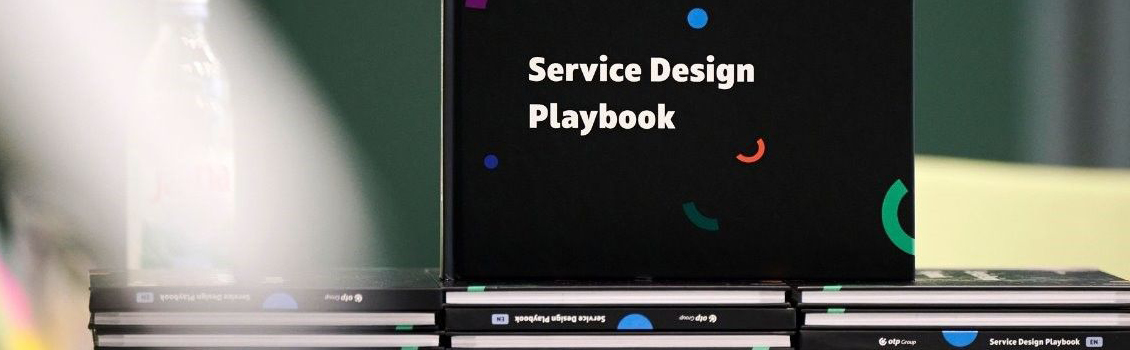 Service Design
Playbook
EN Service Design Playbook otp Group
EN Service Design Playbook otp Group
otp Group Service Design Playbook EN